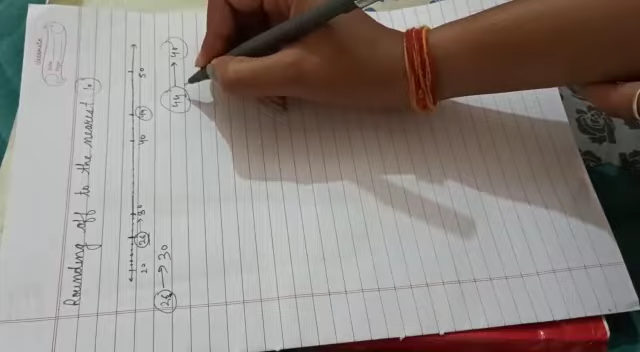 Rounding off to the nearest 10
20 26 → 30 40 44 50
26 → 30 44 → 40